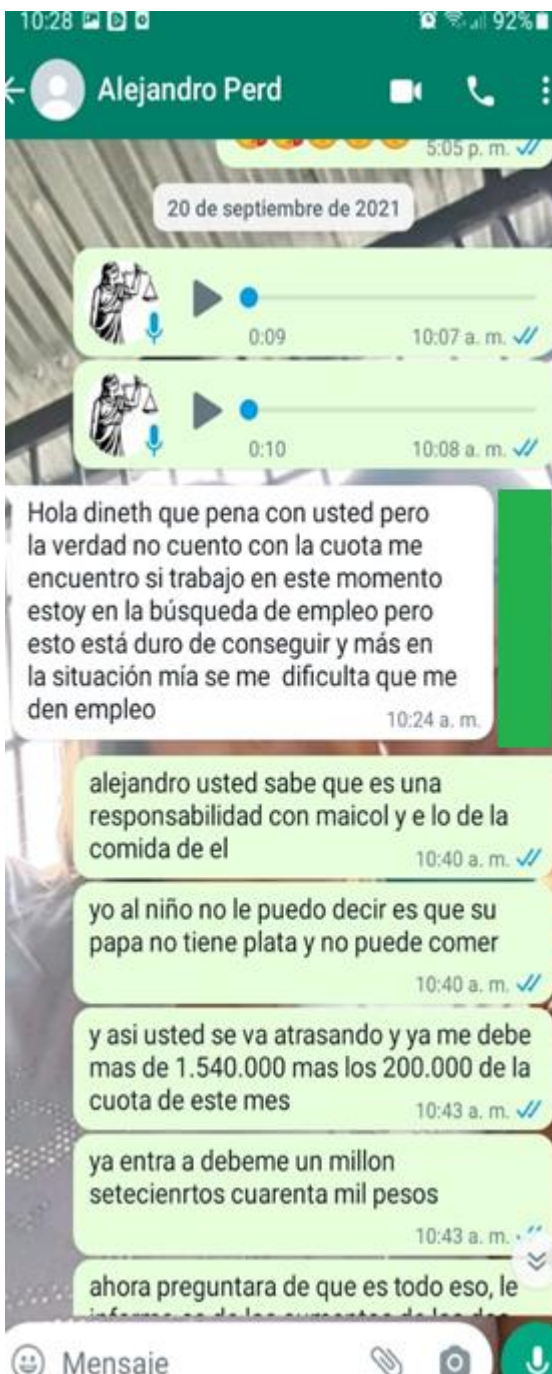 10:28
92%
Alejandro Perd
5:05 p. m.
20 de septiembre de 2021
0:09
10:07 a. m.
0:10
10:08 a. m.
Hola dineth que pena con usted pero
la verdad no cuento con la cuota me
encuentro si trabajo en este momento
estoy en la búsqueda de empleo pero
esto está duro de conseguir y más en
la situación mía se me dificulta que me
den empleo
10:24 a. m.
alejandro usted sabe que es una
responsabilidad con maicol y e lo de la
comida de el
10:40 a. m.
yo al niño no le puedo decir es que su
papa no tiene plata y no puede comer
10:40 a. m.
y asi usted se va atrasando y ya me debe
mas de 1.540.000 mas los 200.000 de la
cuota de este mes
10:43 a. m.
ya entra a debeme un millon
setecienrtos cuarenta mil pesos
10:43 a. m.
ahora preguntara de que es todo eso, le
Mensaje